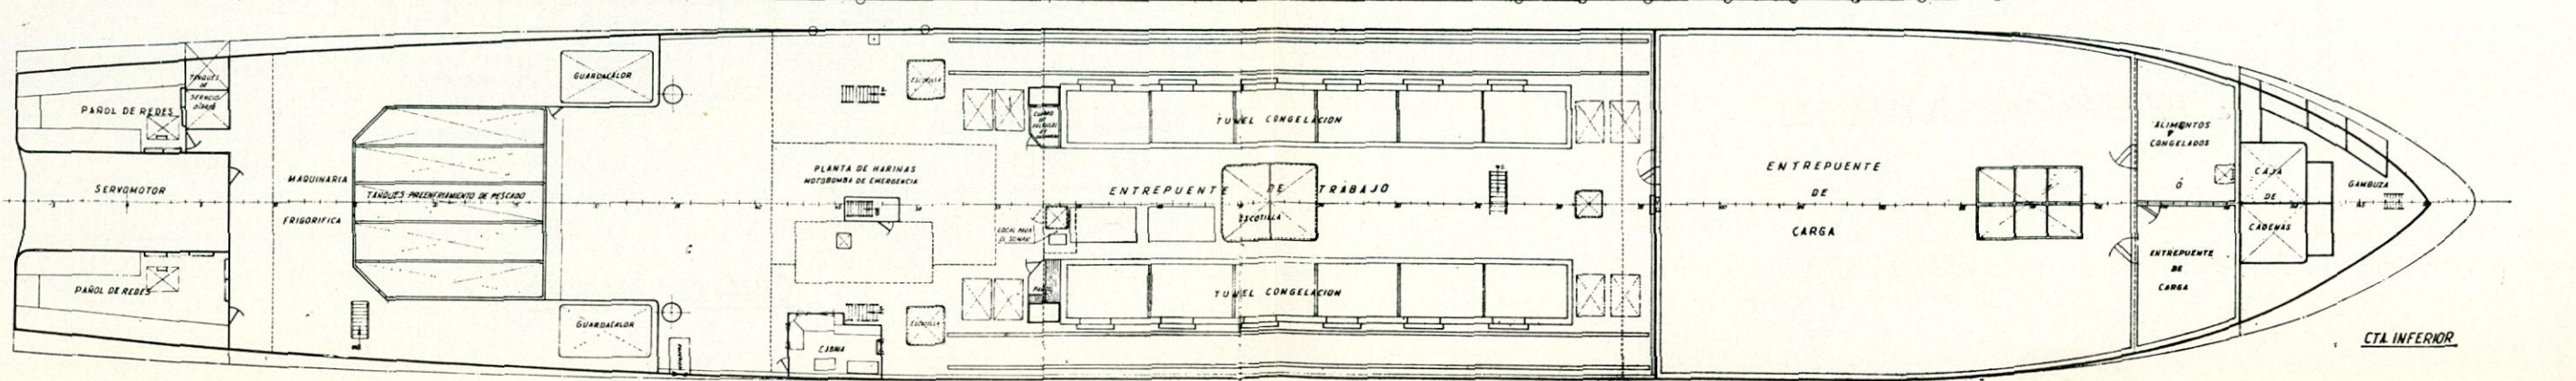 TANQUES
DE
SERVICIO
PAÑOL DE REDES
SERVOMOTOR
PAÑOL DE REDES
MAQUINARIA
FRIGORIFICA
TANQUES PREENFRIAMIENTO DE PESCADO
GUARDACALOR
GUARDACALOR
PLANTA DE HARINAS
MOTOBOMBA DE EMERGENCIA
CABINA
ESCOTILLA
ESCOTILLA
LOCAL PARA
EL SONAR
TUNEL CONGELACION
ENTREPUENTE DE TRABAJO
ESCOTILLA
TUNEL CONGELACION
ENTREPUENTE
DE
CARGA
ALIMENTOS
Y
CONGELADOS
Ó
ENTREPUENTE
DE
CARGA
CAJA
DE
CADENAS
GAMBUZA
CTA. INFERIOR